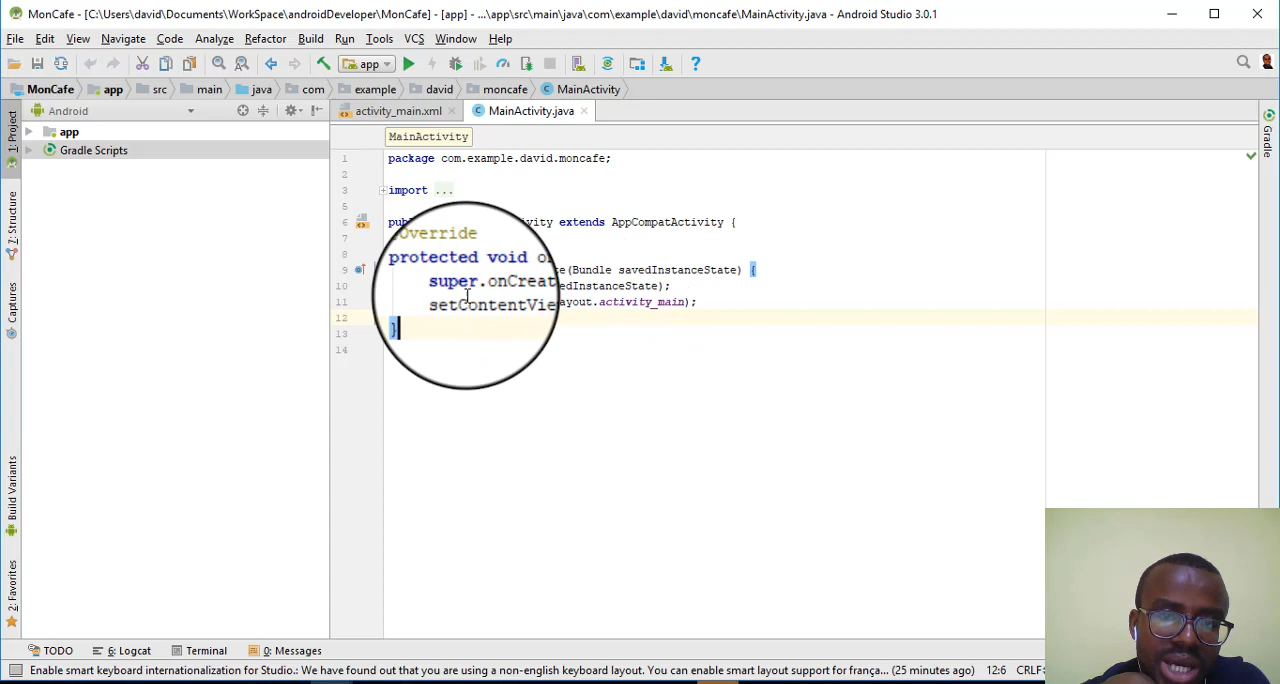 MonCafe - [C:\Users\david\Documents\WorkSpace\androidDeveloper\MonCafe] - [app] - ...\app\src\main\java\com\example\david\moncafe\MainActivity.java - Android Studio 3.0.1
File Edit View Navigate Code Analyze Refactor Build Run Tools VCS Window Help
app
MonCafe app src main java com example david moncafe MainActivity
1: Project
Android
activity_main.xml
MainActivity.java
Gradle
app
Gradle Scripts
MainActivity
1 package com.example.david.moncafe;
2
3 import ...
5
6 extends AppCompatActivity {
7 @Override
8 protected void
9 (Bundle savedInstanceState) {
10 super.onCreat edInstanceState);
11 setContentVie ayout.activity_main);
12 }
13
14
7: Structure
Captures
Build Variants
2: Favorites
TODO 6: Logcat Terminal 0: Messages
Enable smart keyboard internationalization for Studio.: We have found out that you are using a non-english keyboard layout. You can enable smart layout support for frança... (25 minutes ago) 12:6 CRLF